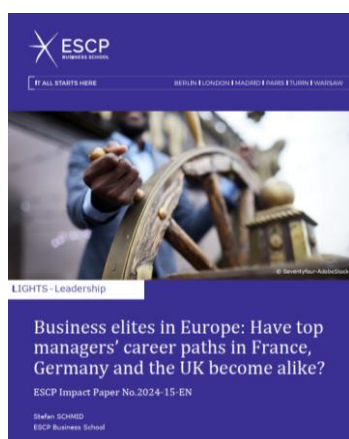 ESCP
BUSINESS SCHOOL
IT ALL STARTS HERE
BERLIN I LONDON I MADRID I PARIS I TURIN I WARSAW
© Seventyfour-AdobeStock
LIGHTS - Leadership
Business elites in Europe: Have top
managers' career paths in France,
Germany and the UK become alike?
ESCP Impact Paper No.2024-15-EN
Stefan SCHMID
ESCP Business School